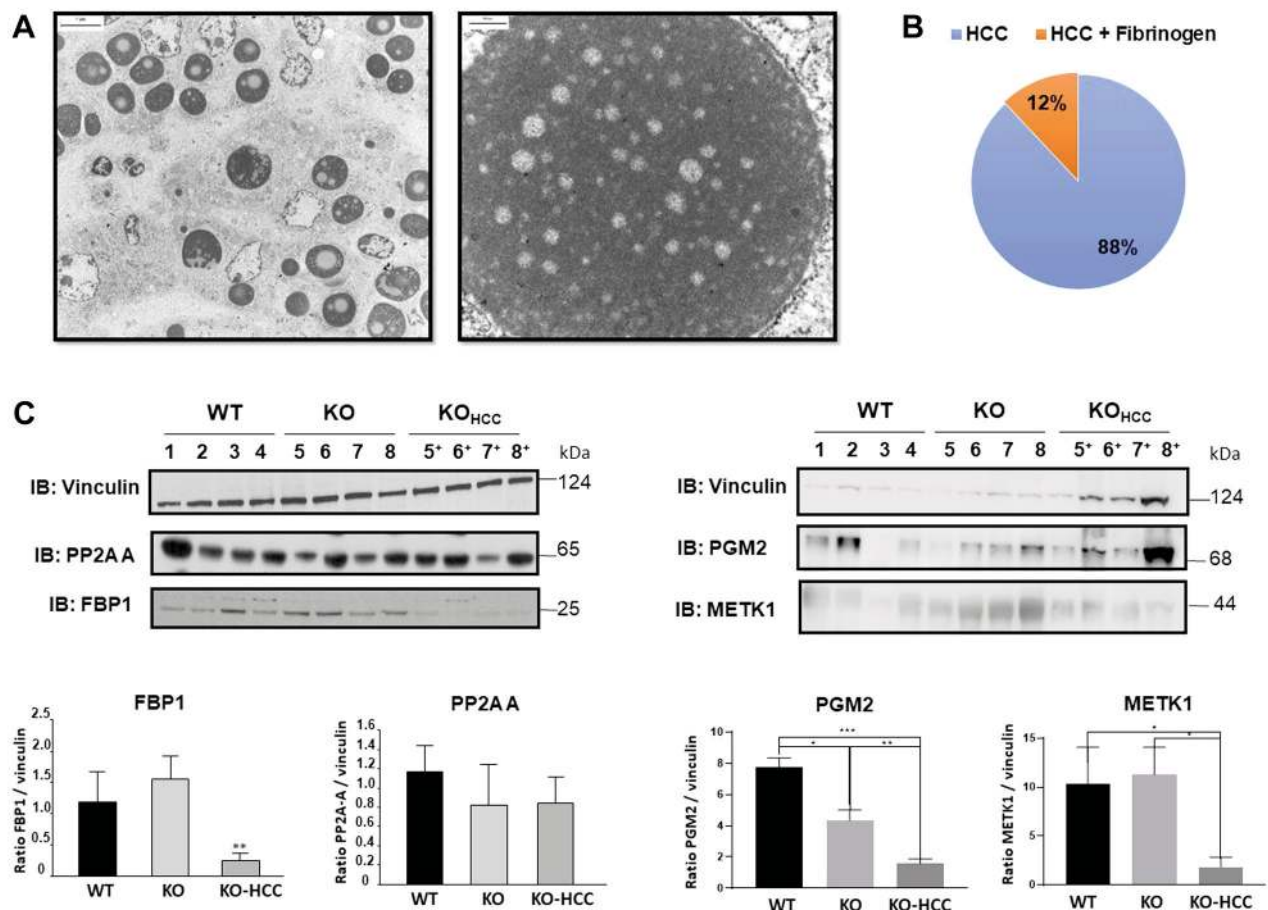 A
B
HCC HCC + Fibrinogen
12%
88%
C
WT KO KOHCC
1 2 3 4 5 6 7 8 5+ 6+ 7+ 8+ kDa
IB: Vinculin 124
IB: PP2AA 65
IB: FBP1 25
WT KO KOHCC
1 2 3 4 5 6 7 8 5+ 6+ 7+ 8+ kDa
IB: Vinculin 124
IB: PGM2 68
IB: METK1 44
FBP1
Ratio FBP1 / vinculin
2.5
2.0
1.5
1.0
0.5
0
**
WT KO KO-HCC
PP2AA
Ratio PP2A-A / vinculin
1.6
1.4
1.2
1.0
0.8
0.6
0.4
0.2
0
WT KO KO-HCC
PGM2
Ratio PGM2 / vinculin
10
8
6
4
2
0
***
* **
WT KO KO-HCC
METK1
Ratio METK1 / vinculin
15
10
5
0
*
*
WT KO KO-HCC